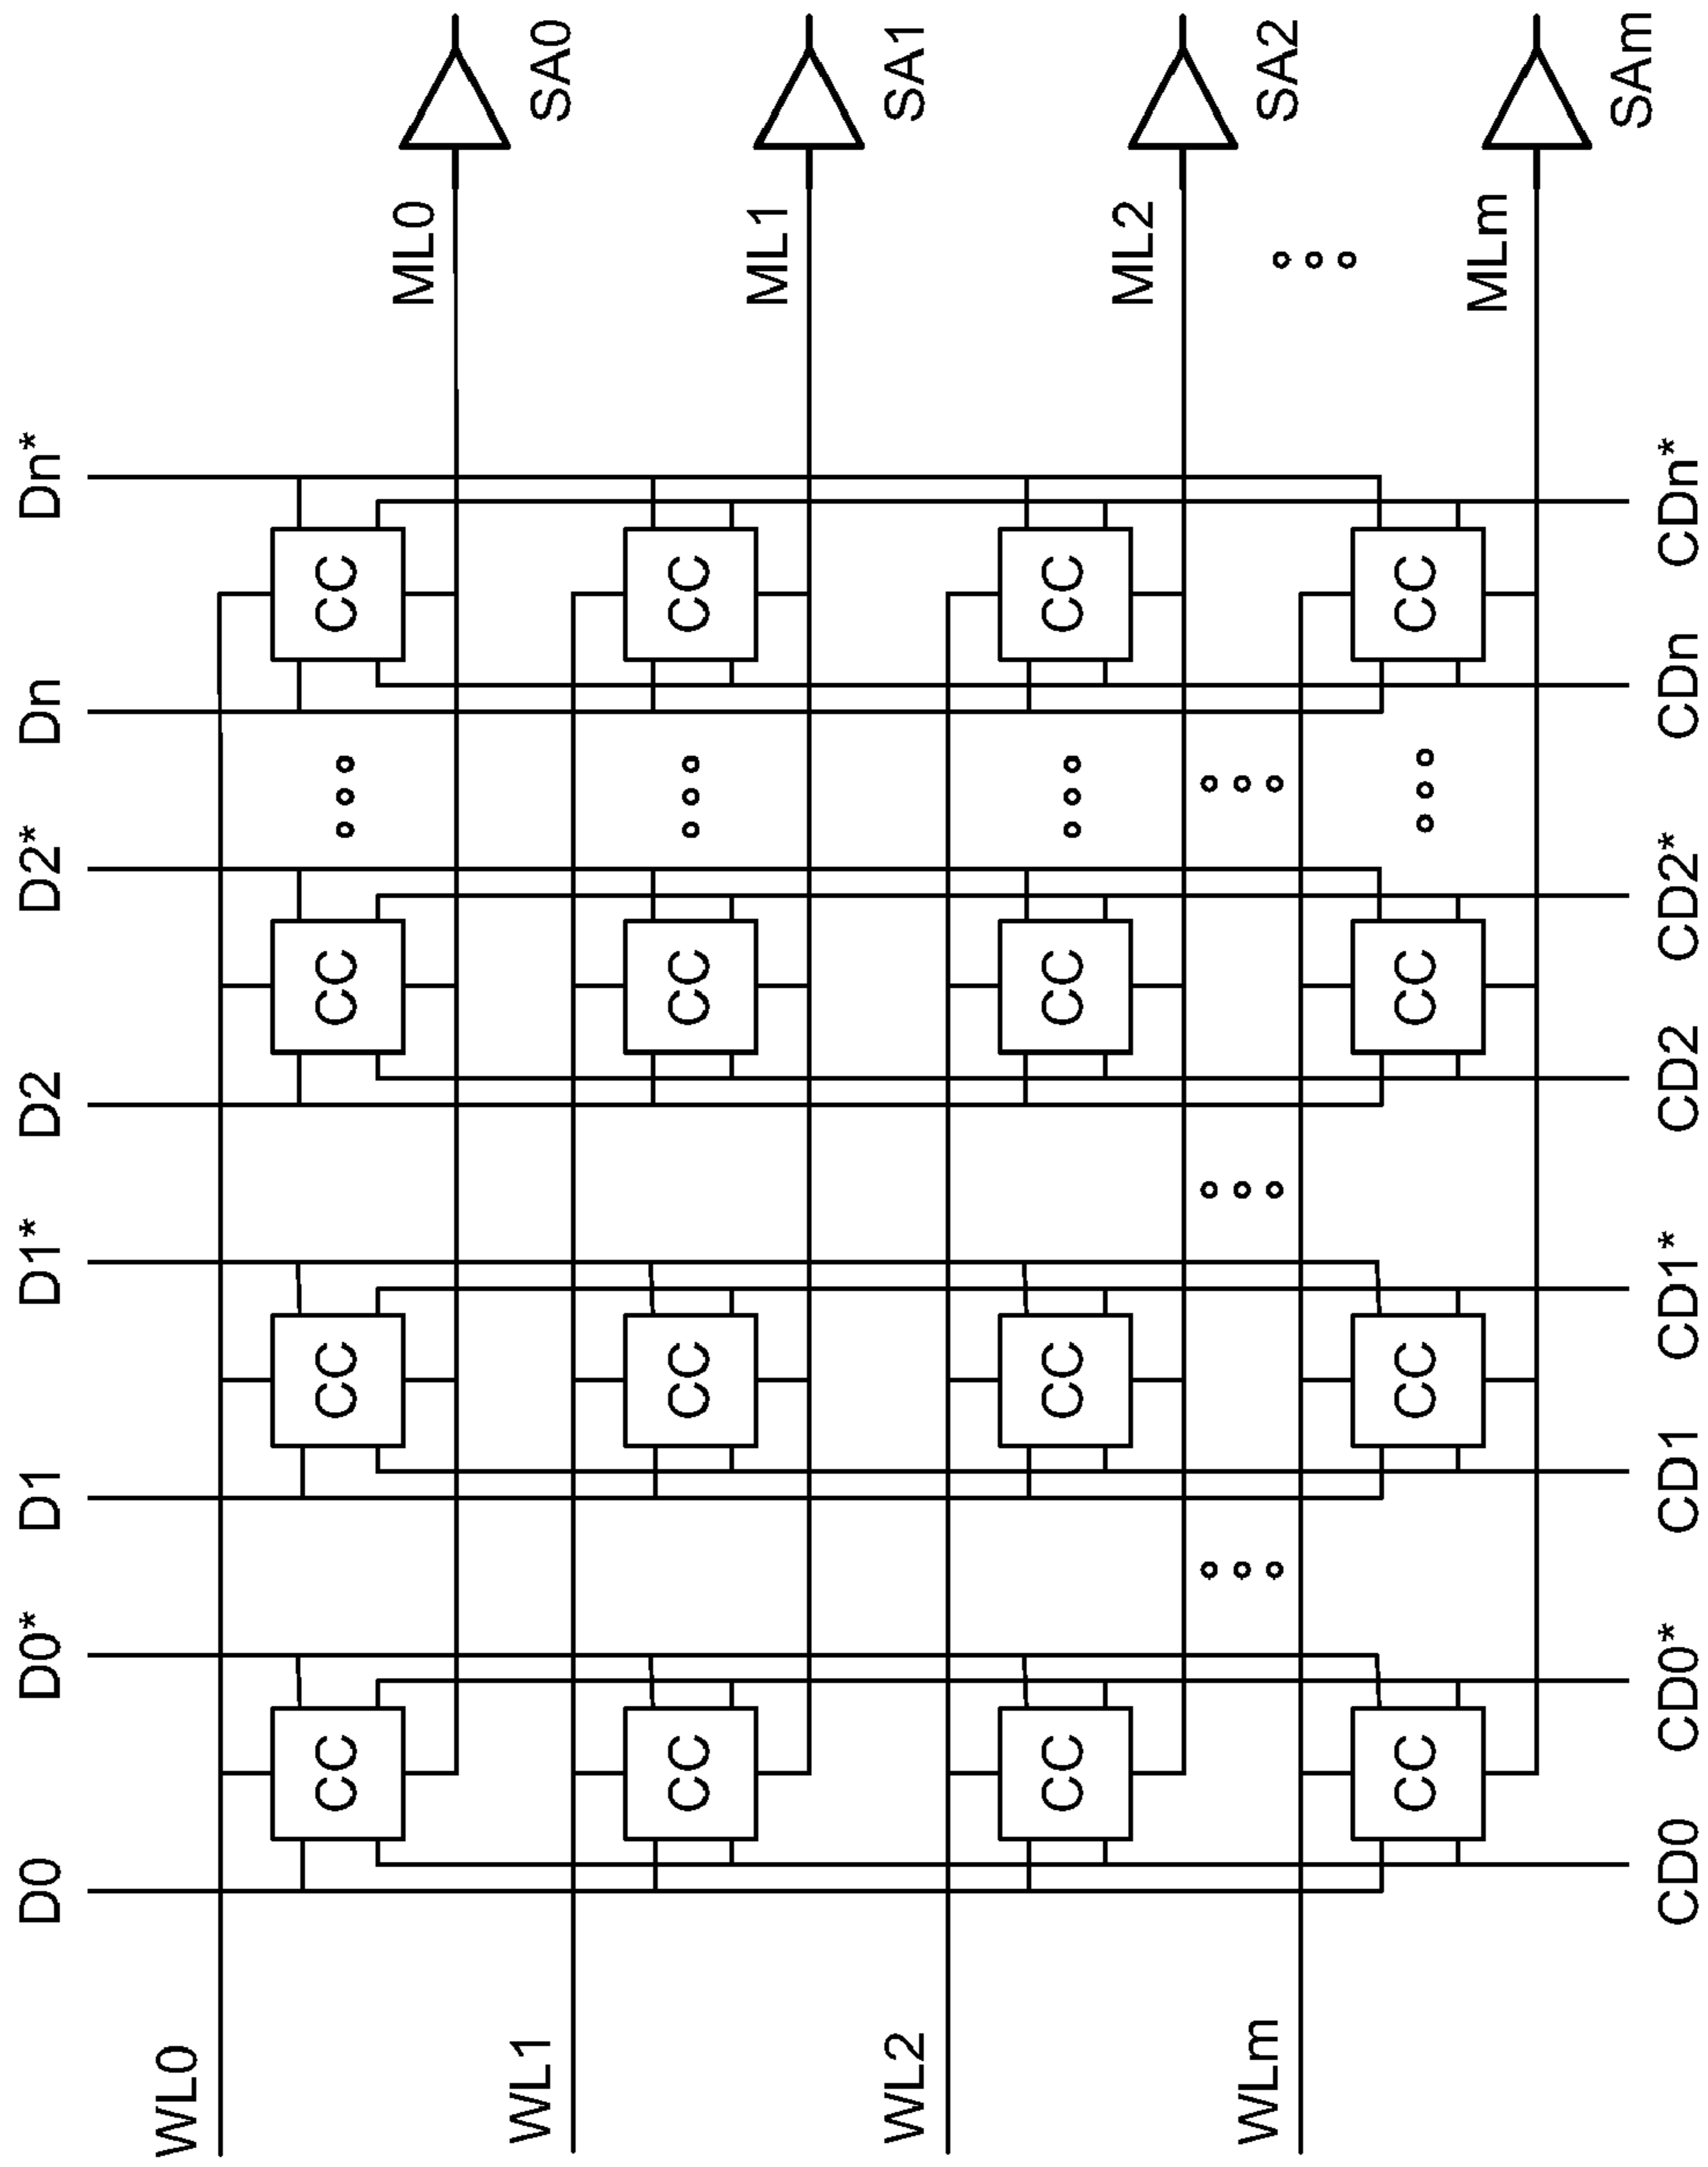 D0 D0* D1 D1* D2 D2* Dn Dn*
WL0
CC CC CC CC
ML0
SA0
WL1
CC CC CC CC
ML1
SA1
WL2
CC CC CC CC
ML2
SA2
WLm
CC CC CC CC
MLm
SAm
CD0 CD0* CD1 CD1* CD2 CD2* CDn CDn*